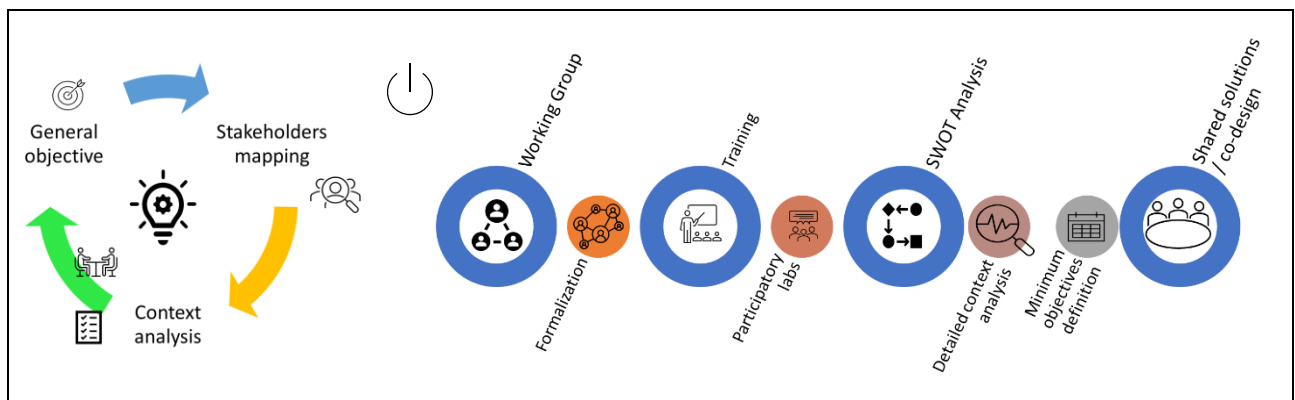 General
objective
Stakeholders
mapping
Context
analysis
Working Group
Formalization
Training
Participatory
labs
SWOT Analysis
Detailed context
analysis
Minimum
objectives
definition
Shared solutions
/ co-design